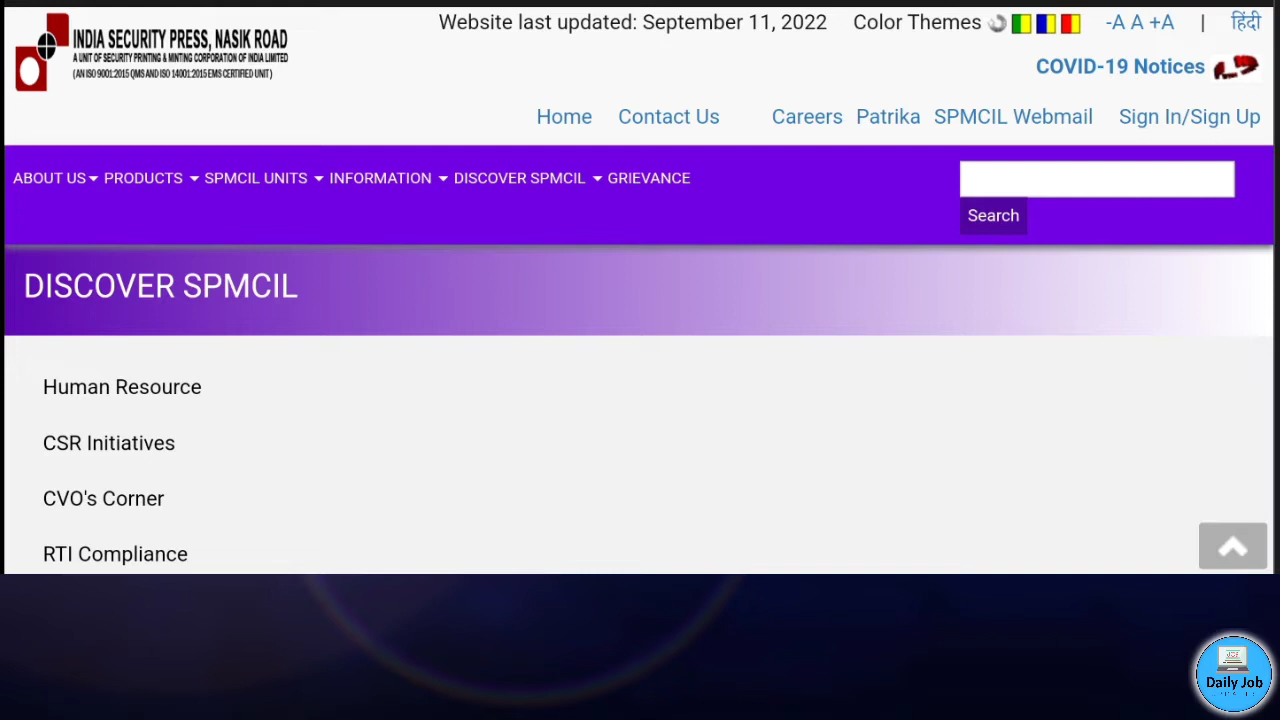 INDIA SECURITY PRESS, NASIK ROAD
A UNIT OF SECURITY PRINTING & MINTING CORPORATION OF INDIA LIMITED
(AN ISO 9001:2015 QMS AND ISO 14001:2015 EMS CERTIFIED UNIT)
Website last updated: September 11, 2022 Color Themes -A A +A | हिंदी
COVID-19 Notices
Home Contact Us Careers Patrika SPMCIL Webmail Sign In/Sign Up
ABOUT US PRODUCTS SPMCIL UNITS INFORMATION DISCOVER SPMCIL GRIEVANCE
Search
DISCOVER SPMCIL
Human Resource
CSR Initiatives
CVO's Corner
RTI Compliance
Daily Job